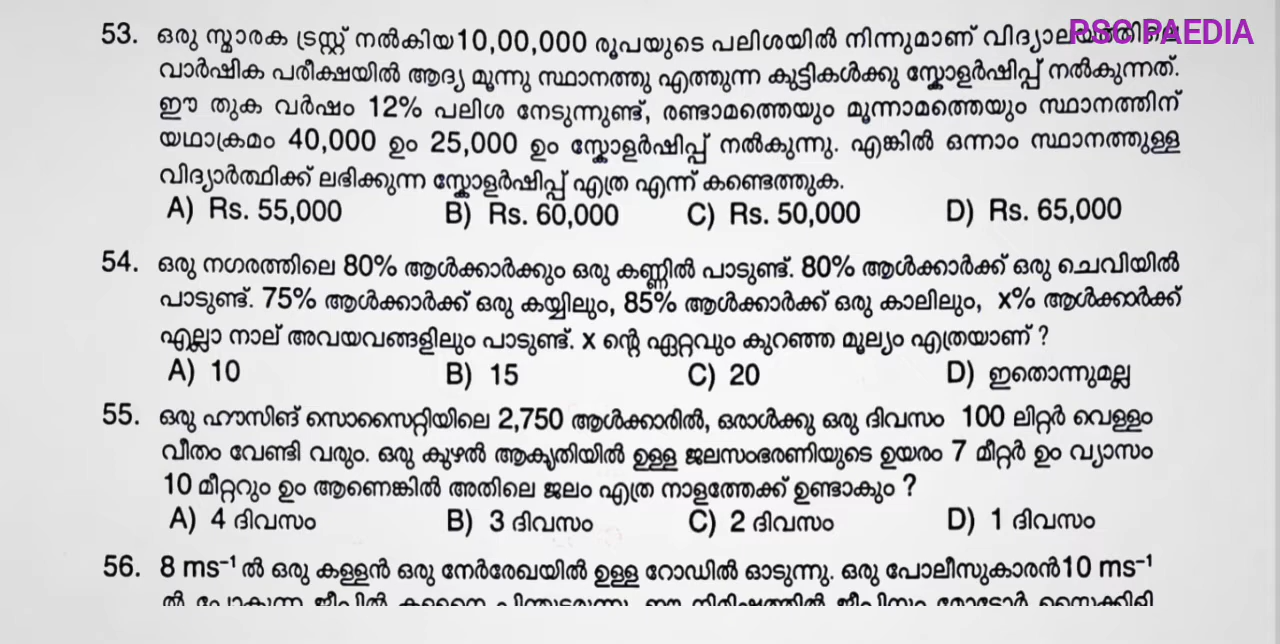 PSC PAEDIA
53. ഒരു സ്മാരക ട്രസ്റ്റ് നൽകിയ 10,00,000 രൂപയുടെ പലിശയിൽ നിന്നുമാണ് വിദ്യാലയത്തിലെ
വാർഷിക പരീക്ഷയിൽ ആദ്യ മൂന്നു സ്ഥാനത്തു എത്തുന്ന കുട്ടികൾക്കു സ്കോളർഷിപ്പ് നൽകുന്നത്.
ഈ തുക വർഷം 12% പലിശ നേടുന്നുണ്ട്, രണ്ടാമത്തെയും മൂന്നാമത്തെയും സ്ഥാനത്തിന്
യഥാക്രമം 40,000 ഉം 25,000 ഉം സ്കോളർഷിപ്പ് നൽകുന്നു. എങ്കിൽ ഒന്നാം സ്ഥാനത്തുള്ള
വിദ്യാർത്ഥിക്ക് ലഭിക്കുന്ന സ്കോളർഷിപ്പ് എത്ര എന്ന് കണ്ടെത്തുക.
A) Rs. 55,000 B) Rs. 60,000 C) Rs. 50,000 D) Rs. 65,000
54. ഒരു നഗരത്തിലെ 80% ആൾക്കാർക്കും ഒരു കണ്ണിൽ പാടുണ്ട്. 80% ആൾക്കാർക്ക് ഒരു ചെവിയിൽ
പാടുണ്ട്. 75% ആൾക്കാർക്ക് ഒരു കയ്യിലും, 85% ആൾക്കാർക്ക് ഒരു കാലിലും, x% ആൾക്കാർക്ക്
എല്ലാ നാല് അവയവങ്ങളിലും പാടുണ്ട്. x ന്റെ ഏറ്റവും കുറഞ്ഞ മൂല്യം എത്രയാണ് ?
A) 10 B) 15 C) 20 D) ഇതൊന്നുമല്ല
55. ഒരു ഹൗസിങ് സൊസൈറ്റിയിലെ 2,750 ആൾക്കാരിൽ, ഒരാൾക്കു ഒരു ദിവസം 100 ലിറ്റർ വെള്ളം
വീതം വേണ്ടി വരും. ഒരു കുഴൽ ആകൃതിയിൽ ഉള്ള ജലസംഭരണിയുടെ ഉയരം 7 മീറ്റർ ഉം വ്യാസം
10 മീറ്ററും ഉം ആണെങ്കിൽ അതിലെ ജലം എത്ര നാളത്തേക്ക് ഉണ്ടാകും ?
A) 4 ദിവസം B) 3 ദിവസം C) 2 ദിവസം D) 1 ദിവസം
56. 8 ms⁻¹ ൽ ഒരു കള്ളൻ ഒരു നേർരേഖയിൽ ഉള്ള റോഡിൽ ഓടുന്നു. ഒരു പോലീസുകാരൻ 10 ms⁻¹